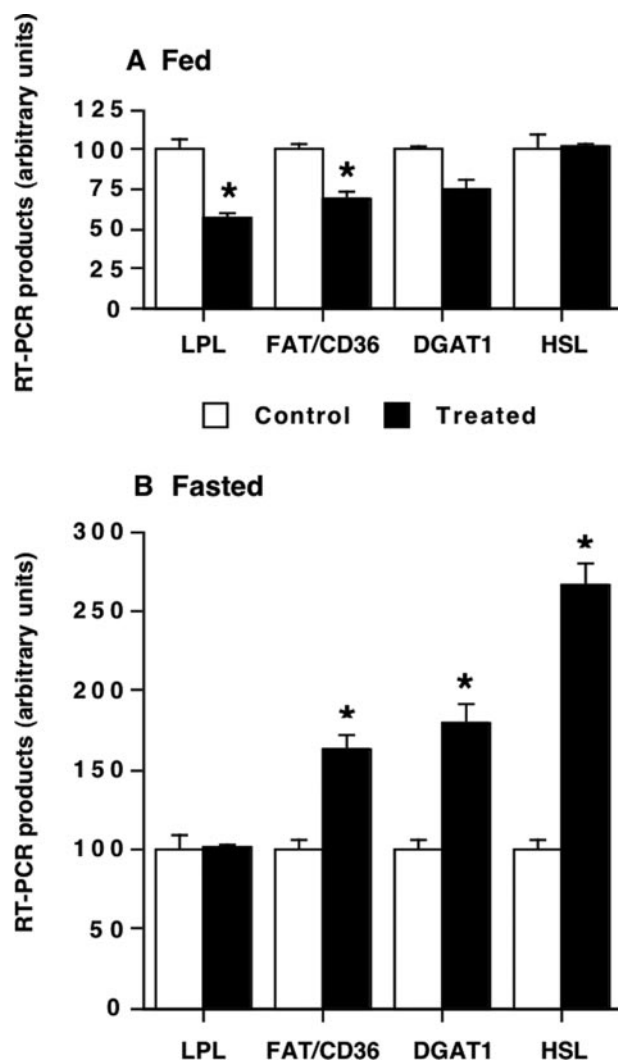 A Fed
RT-PCR products (arbitrary units)
125
100
75
50
25
0
*
*
LPL FAT/CD36 DGAT1 HSL
Control Treated
B Fasted
RT-PCR products (arbitrary units)
300
250
200
150
100
50
0
*
*
*
LPL FAT/CD36 DGAT1 HSL